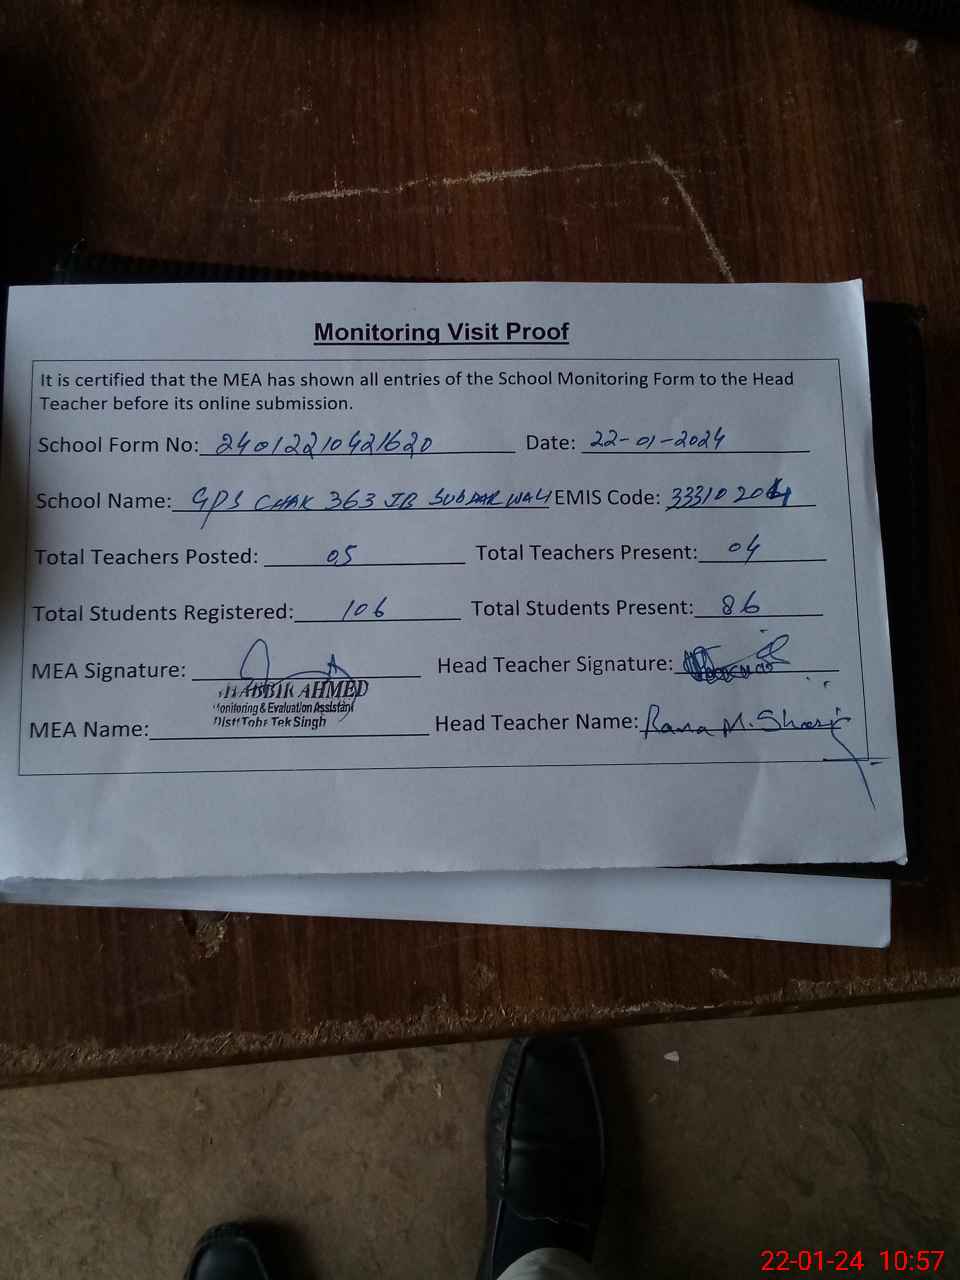 Monitoring Visit Proof
It is certified that the MEA has shown all entries of the School Monitoring Form to the Head
Teacher before its online submission.
School Form No: 24012210421620 Date: 22-01-2024
School Name: GPS CHAK 363 JB SUBDAR WALI EMIS Code: 333102
Total Teachers Posted: 05 Total Teachers Present: 04
Total Students Registered: 106 Total Students Present: 86
MEA Signature: Head Teacher Signature:
AHMED
Monitoring & Evaluation Assistant
Distt Toba Tek Singh
MEA Name: Head Teacher Name: Rana M. Sharif
22-01-24 10:57